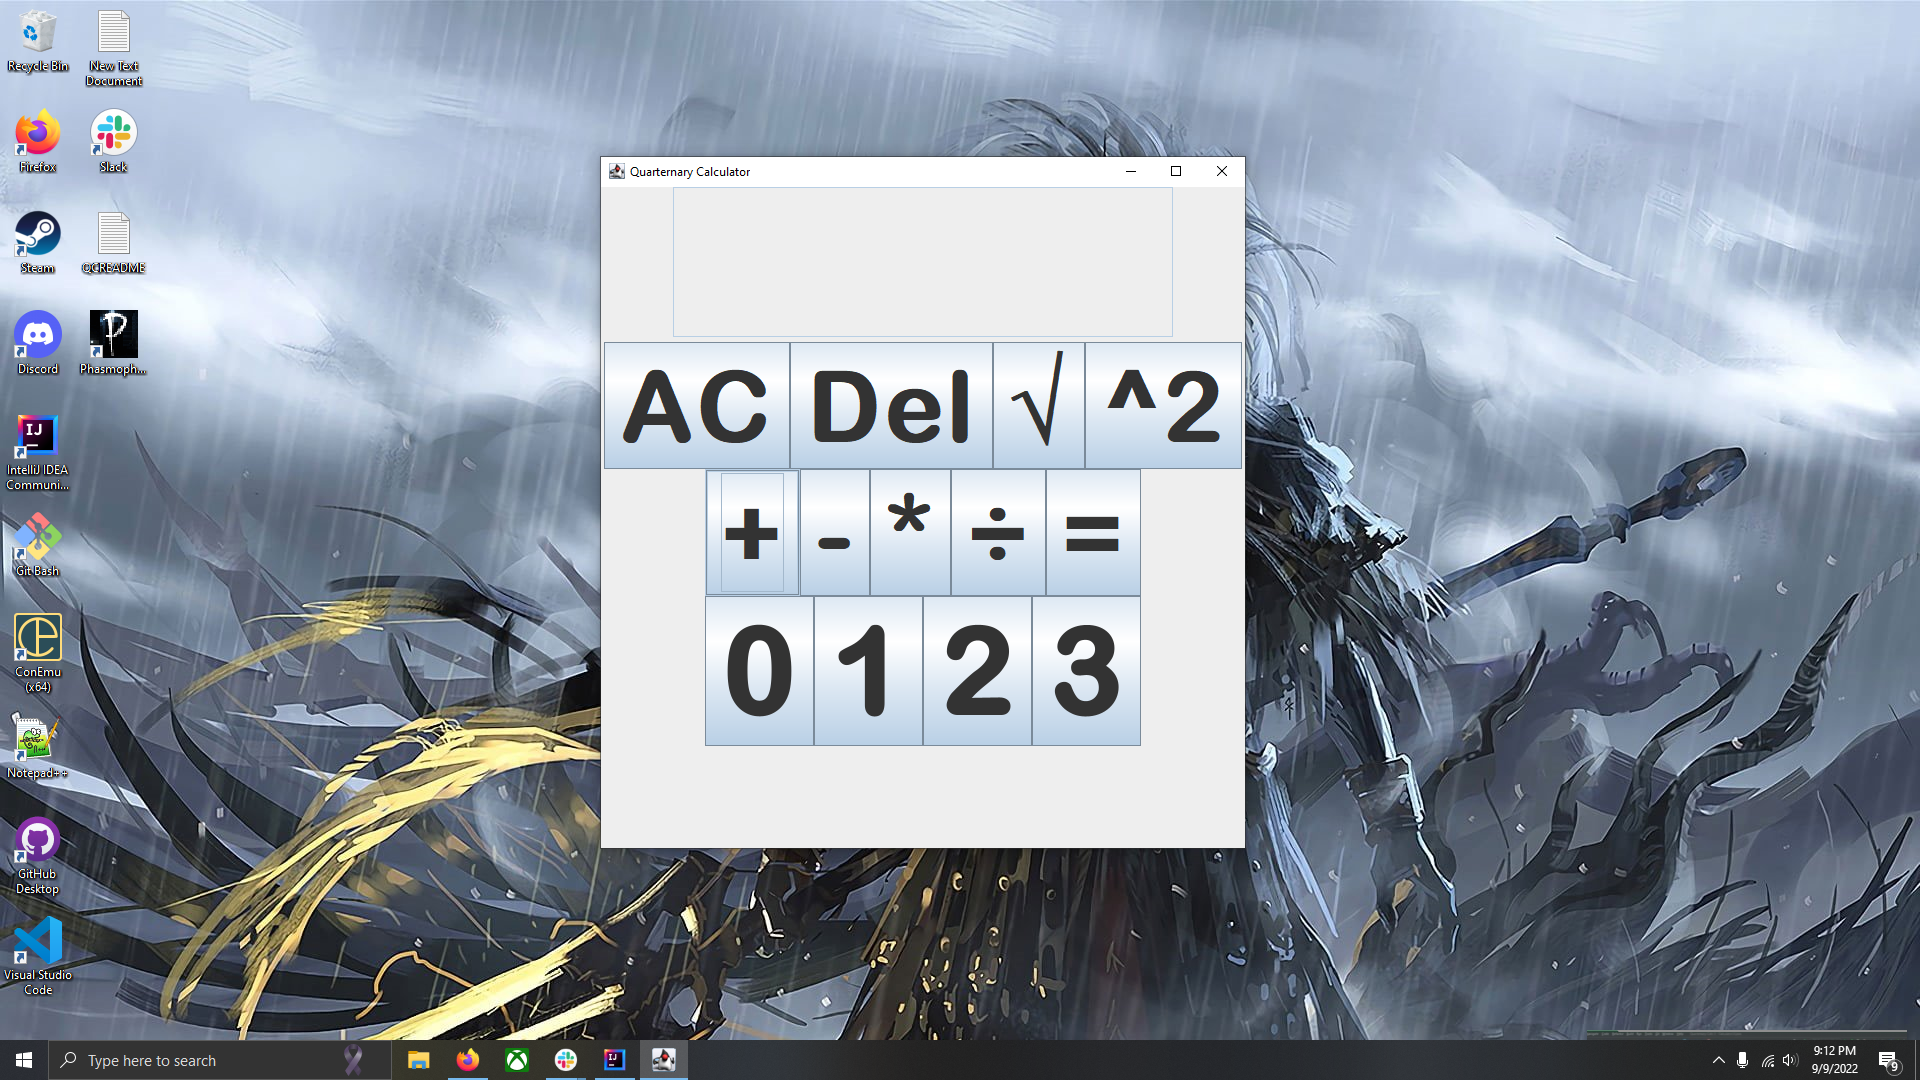 Recycle Bin
New Text
Document
Firefox
Slack
Steam
QCREADME
Discord
Phasmoph...
IntelliJ IDEA
Communi...
Git Bash
ConEmu
(x64)
Notepad++
GitHub
Desktop
Visual Studio
Code
Quarternary Calculator
AC Del √ ^2
+ - * ÷ =
0 1 2 3
Type here to search
9:12 PM
9/9/2022
9